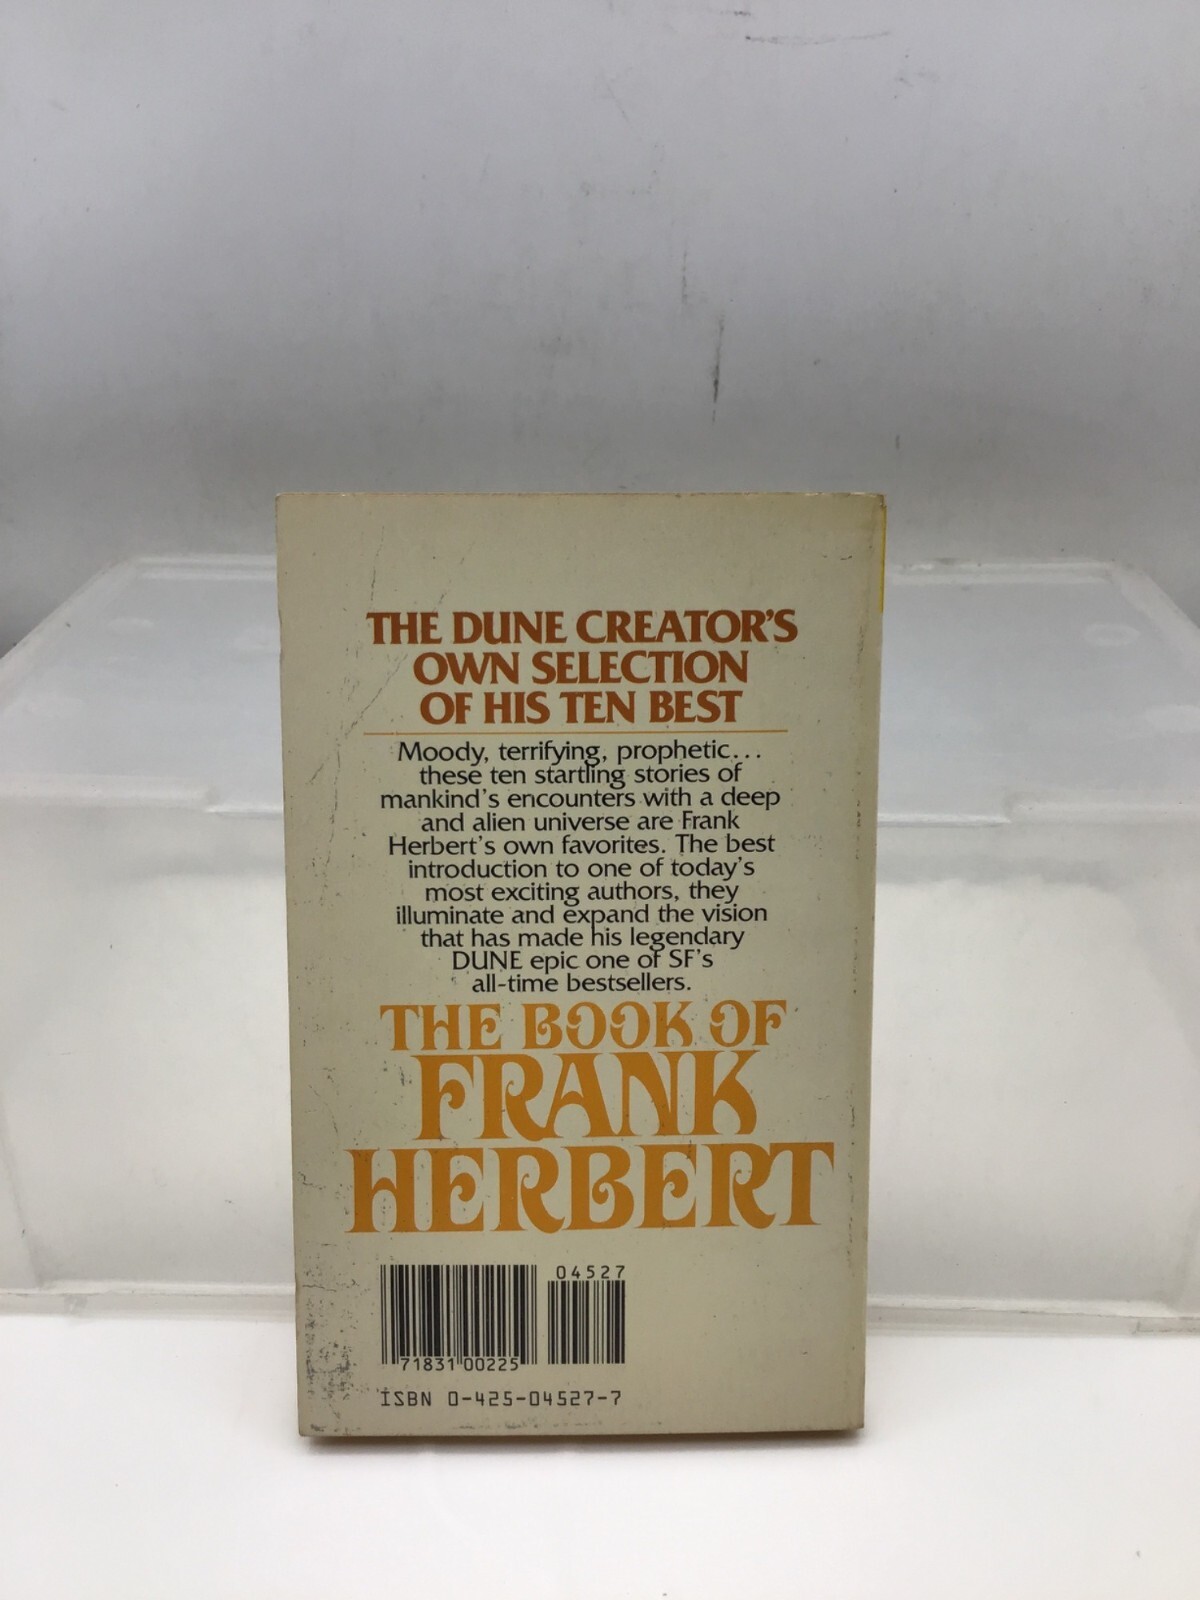 THE DUNE CREATOR'S
OWN SELECTION
OF HIS TEN BEST
Moody, terrifying, prophetic...
these ten startling stories of
mankind's encounters with a deep
and alien universe are Frank
Herbert's own favorites. The best
introduction to one of today's
most exciting authors, they
illuminate and expand the vision
that has made his legendary
DUNE epic one of SF's
all-time bestsellers.
THE BOOK OF
FRANK
HERBERT
04527
71831 00225
ISBN 0-425-04527-7